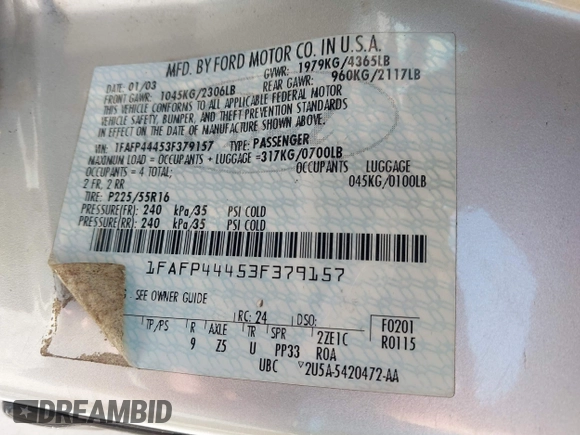 MFD. BY FORD MOTOR CO. IN U.S.A.
DATE: 01/03 GVWR: 1979KG/4365LB
FRONT GAWR: 1045KG/2306LB REAR GAWR: 960KG/2117LB
THIS VEHICLE CONFORMS TO ALL APPLICABLE FEDERAL MOTOR
VEHICLE SAFETY, BUMPER, AND THEFT PREVENTION STANDARDS
IN EFFECT ON THE DATE OF MANUFACTURE SHOWN ABOVE.
VIN: 1FAFP44453F379157 TYPE: PASSENGER
MAXIMUM LOAD = OCCUPANTS + LUGGAGE =317KG/0700LB
OCCUPANTS = 4 TOTAL; OCCUPANTS LUGGAGE
2 FR, 2 RR 045KG/0100LB
TIRE: P225/55R16
PRESSURE(FR): 240 kPa/35 PSI COLD
PRESSURE(RR): 240 kPa/35 PSI COLD
1FAFP44453F379157
- SEE OWNER GUIDE
RC: 24 DSO: F0201
TP/PS R AXLE TR SPR 2ZE1C R0115
9 Z5 U PP33 ROA
UBC 2U5A-5420472-AA
DREAMBID